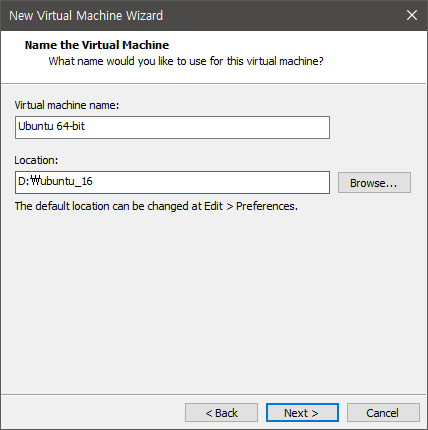 New Virtual Machine Wizard
Name the Virtual Machine
What name would you like to use for this virtual machine?
Virtual machine name:
Ubuntu 64-bit
Location:
D:₩ubuntu_16
Browse...
The default location can be changed at Edit > Preferences.
< Back
Next >
Cancel